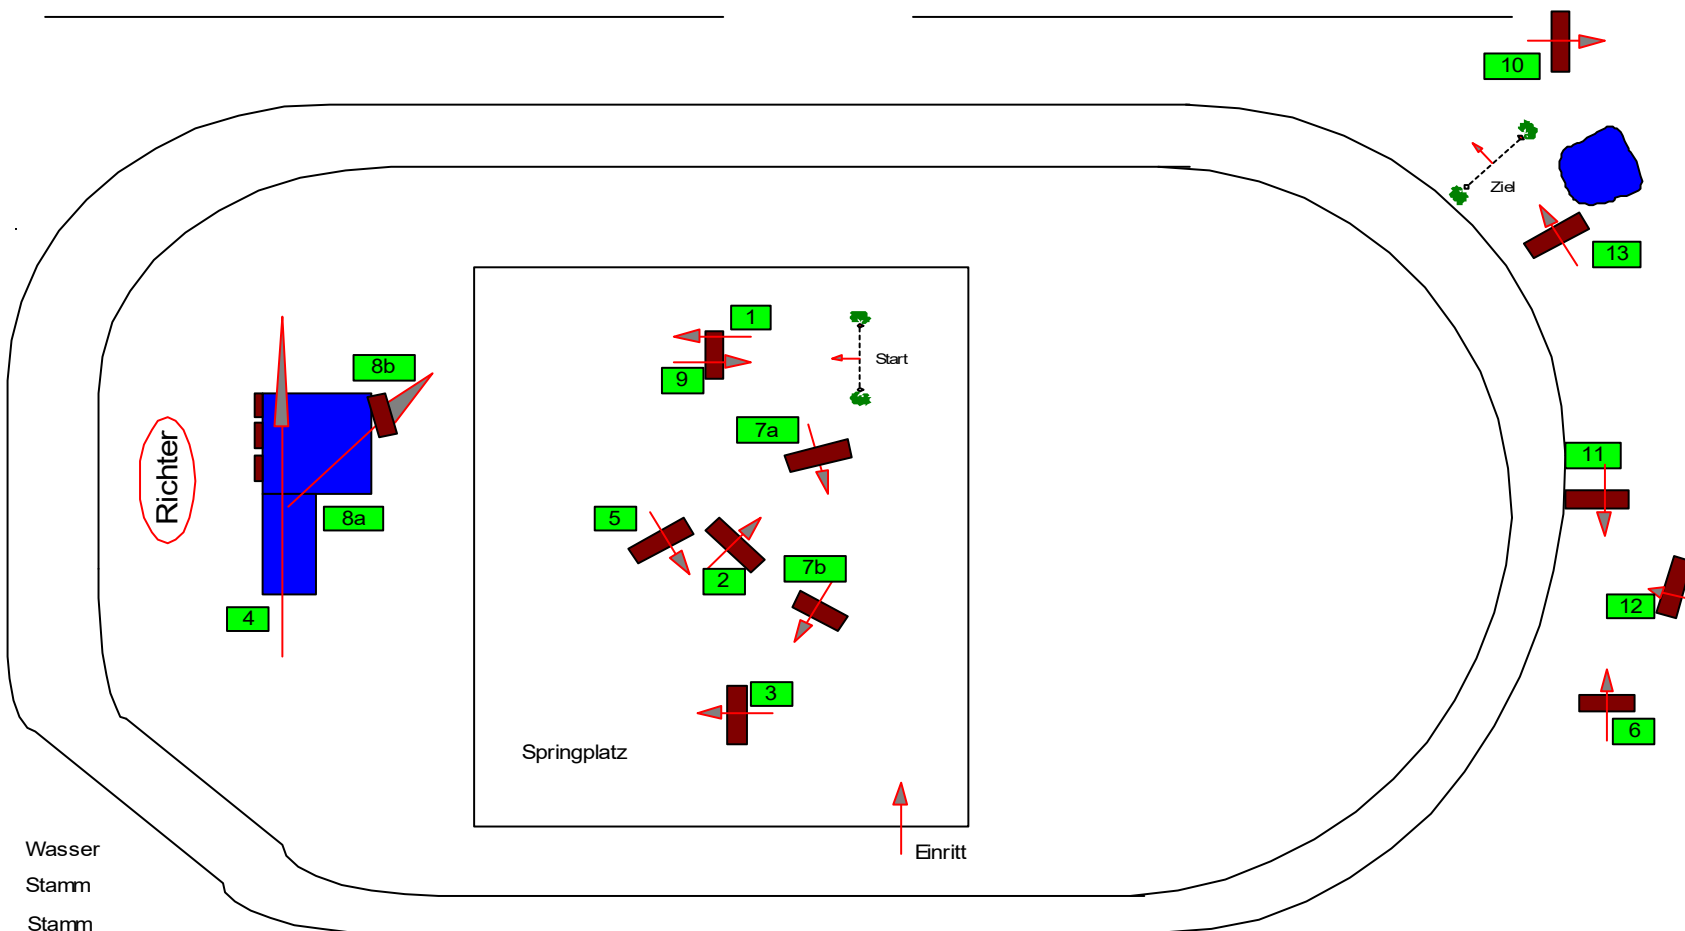 10
Ziel
13
1
Start
8b
9
7a
11
Richter
8a
5
7b
2
12
4
3
6
Springplatz
Einritt
Wasser
Stamm
Stamm